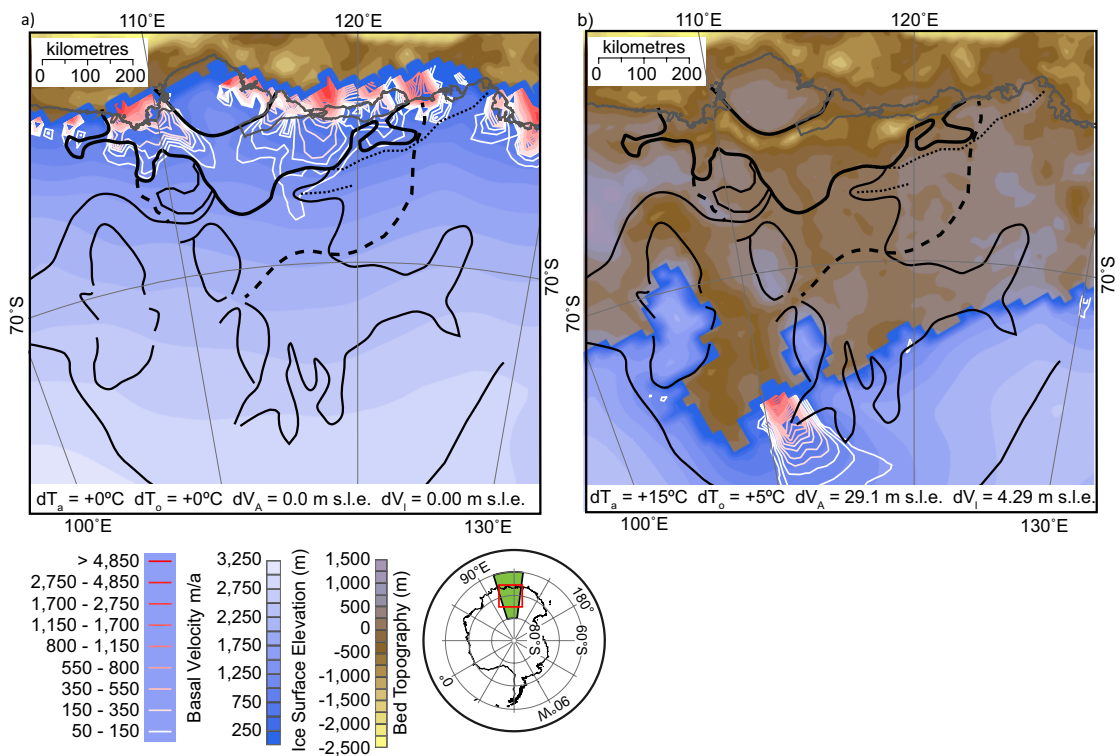 a)
110°E
120°E
b)
110°E
120°E
kilometres
0 100 200
kilometres
0 100 200
70°S
70°S
70°S
70°S
dTa = +0ºC dTo = +0ºC dVA = 0.0 m s.l.e. dVI = 0.00 m s.l.e.
dTa = +15ºC dTo = +5ºC dVA = 29.1 m s.l.e. dVI = 4.29 m s.l.e.
100°E
130°E
100°E
130°E
> 4,850
2,750 - 4,850
1,700 - 2,750
1,150 - 1,700
800 - 1,150
550 - 800
350 - 550
150 - 350
50 - 150
Basal Velocity m/a
3,250
2,750
2,250
1,750
1,250
750
250
Ice Surface Elevation (m)
1,500
1,000
500
0
-500
-1,000
-1,500
-2,000
-2,500
Bed Topography (m)
90°E
180°
80°S
60°S
0°
90°W